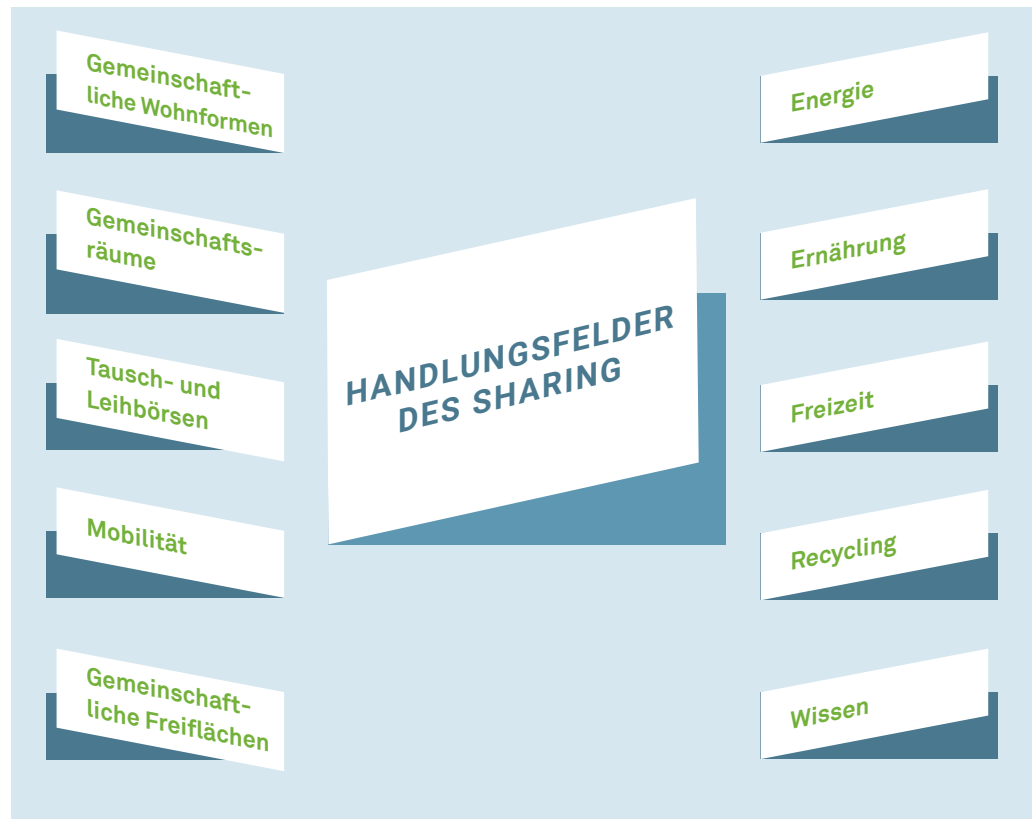 Gemeinschaft-
liche Wohnformen
Gemeinschafts-
räume
Tausch- und
Leihbörsen
Mobilität
Gemeinschaft-
liche Freiflächen
HANDLUNGSFELDER
DES SHARING
Energie
Ernährung
Freizeit
Recycling
Wissen